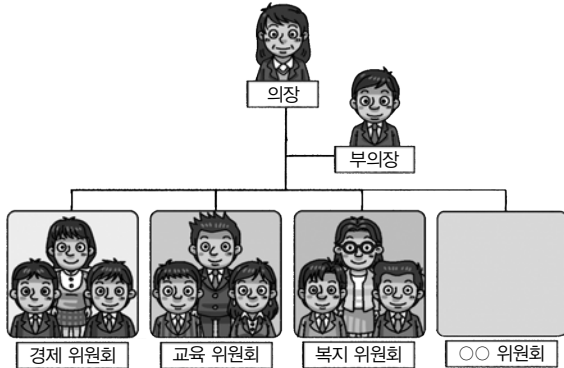 의장
부의장
경제 위원회
교육 위원회
복지 위원회
○○ 위원회